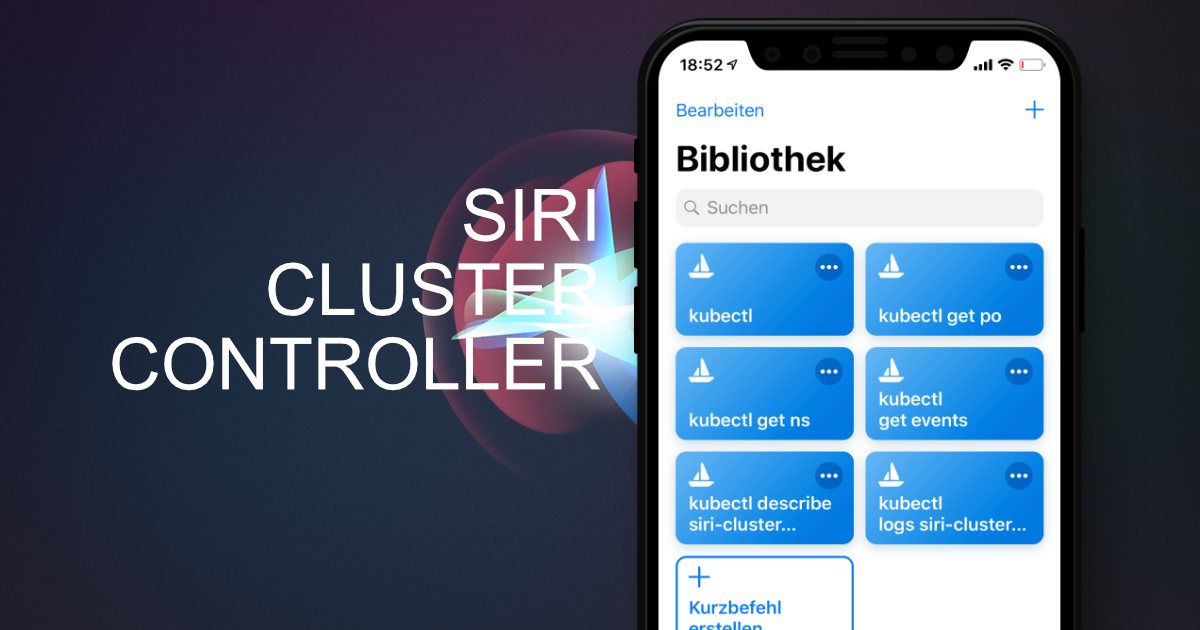 SIRI
CLUSTER
CONTROLLER
18:52
Bearbeiten
Bibliothek
Suchen
kubectl
kubectl get po
kubectl get ns
kubectl
get events
kubectl describe
siri-cluster...
kubectl
logs siri-cluster...
Kurzbefehl
erstellen